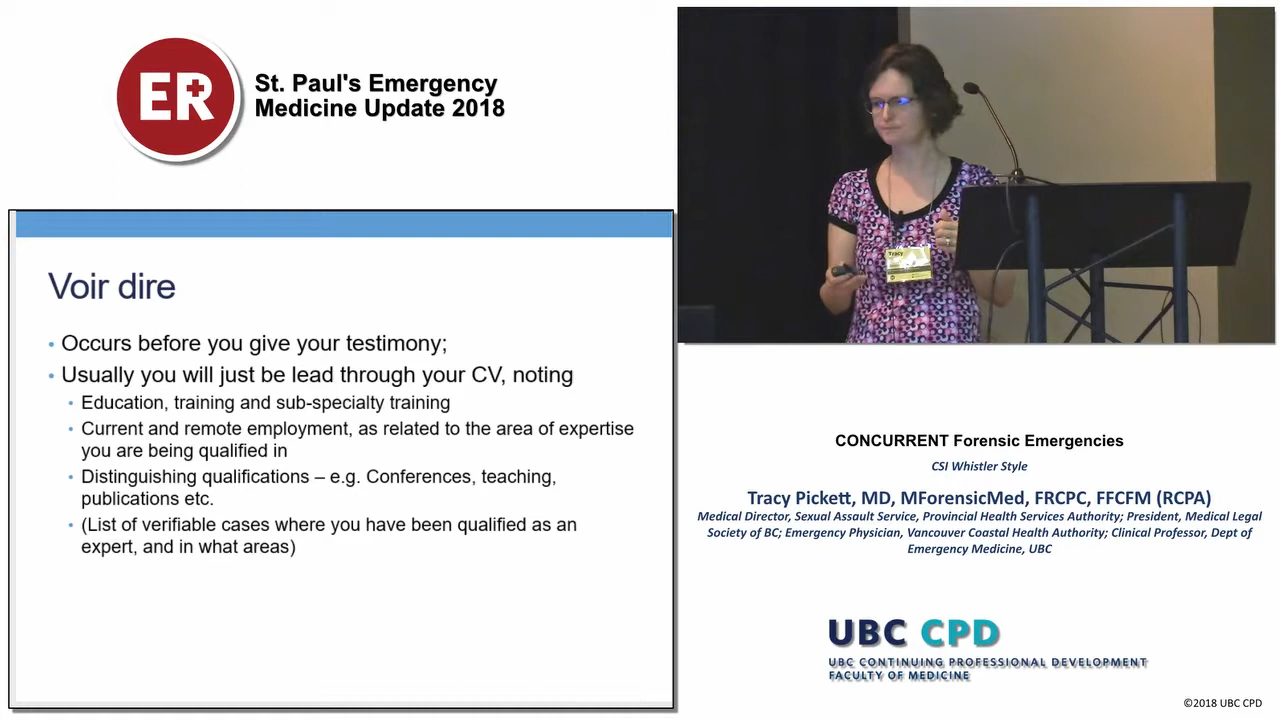 ER
St. Paul's Emergency
Medicine Update 2018
Voir dire
• Occurs before you give your testimony;
• Usually you will just be lead through your CV, noting
• Education, training and sub-specialty training
• Current and remote employment, as related to the area of expertise
you are being qualified in
• Distinguishing qualifications – e.g. Conferences, teaching,
publications etc.
• (List of verifiable cases where you have been qualified as an
expert, and in what areas)
Tracy
CONCURRENT Forensic Emergencies
CSI Whistler Style
Tracy Pickett, MD, MForensicMed, FRCPC, FFCFM (RCPA)
Medical Director, Sexual Assault Service, Provincial Health Services Authority; President, Medical Legal
Society of BC; Emergency Physician, Vancouver Coastal Health Authority; Clinical Professor, Dept of
Emergency Medicine, UBC
UBC CPD
UBC CONTINUING PROFESSIONAL DEVELOPMENT
FACULTY OF MEDICINE
©2018 UBC CPD